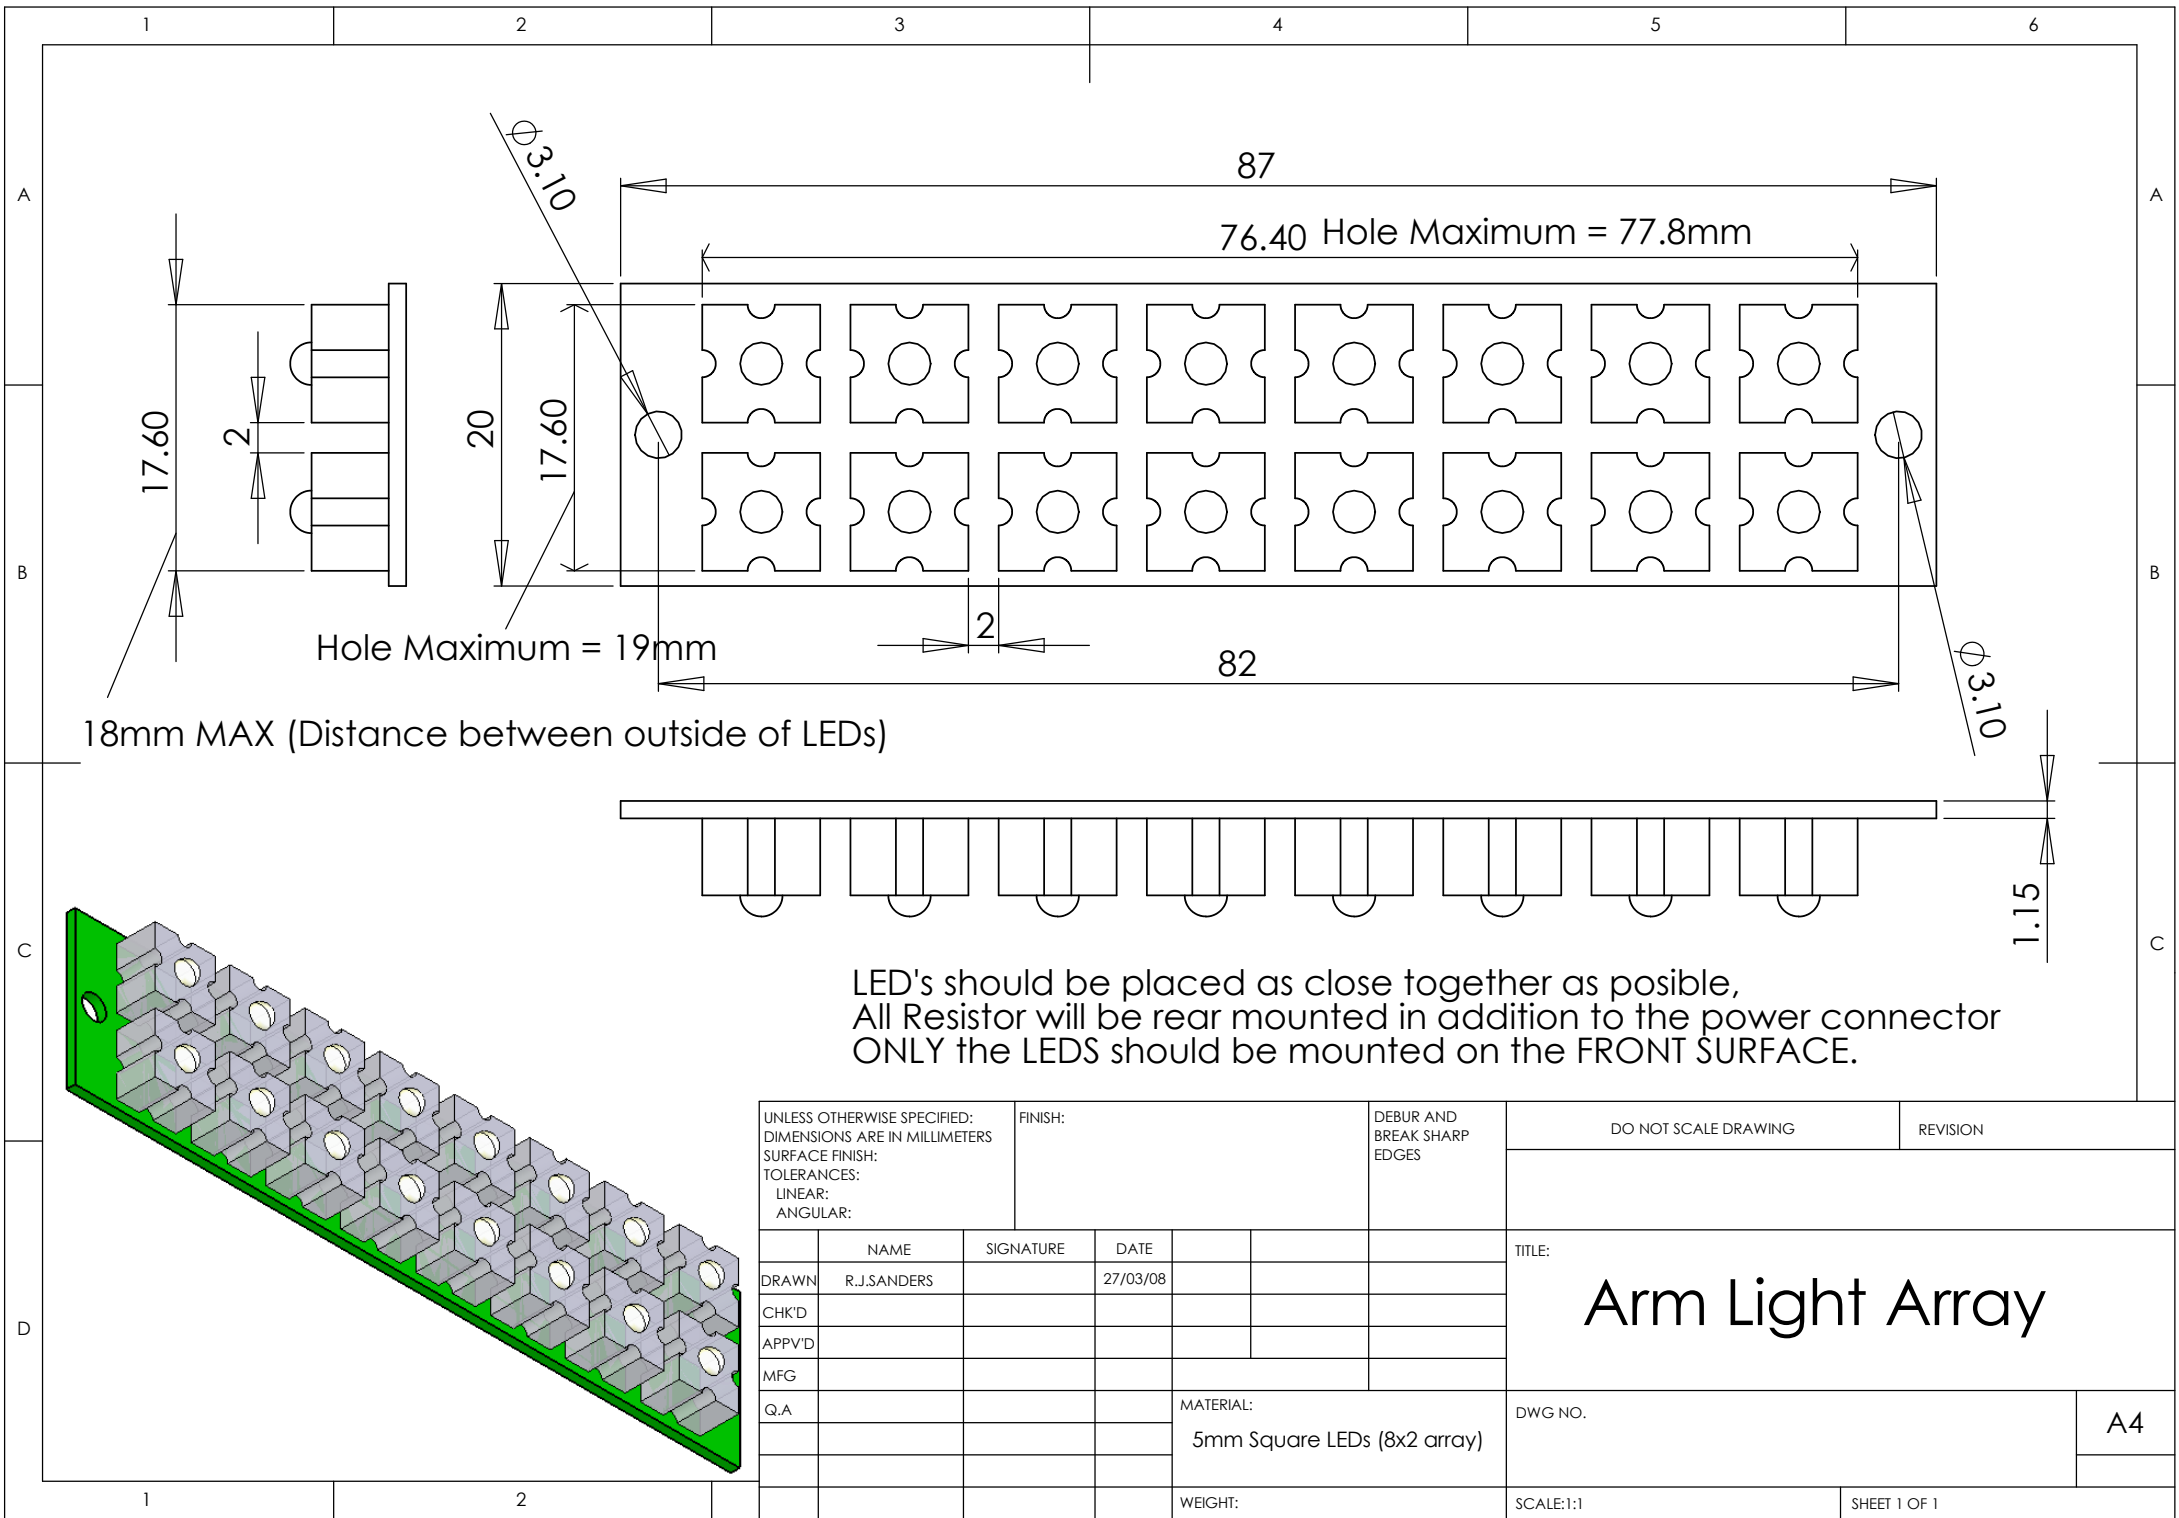 1 2 3 4 5 6
A A
B B
C C
D
⌀3.10
87
76.40 Hole Maximum = 77.8mm
17.60
2
20
17.60
2
Hole Maximum = 19mm
82
⌀3.10
18mm MAX (Distance between outside of LEDs)
1.15
LED's should be placed as close together as posible,
All Resistor will be rear mounted in addition to the power connector
ONLY the LEDS should be mounted on the FRONT SURFACE.
UNLESS OTHERWISE SPECIFIED:
DIMENSIONS ARE IN MILLIMETERS
SURFACE FINISH:
TOLERANCES:
LINEAR:
ANGULAR:
FINISH:
DEBUR AND
BREAK SHARP
EDGES
DO NOT SCALE DRAWING
REVISION
NAME SIGNATURE DATE
DRAWN R.J.SANDERS 27/03/08
CHK'D
APPV'D
MFG
Q.A
TITLE:
Arm Light Array
MATERIAL:
5mm Square LEDs (8x2 array)
DWG NO.
A4
WEIGHT:
SCALE:1:1
SHEET 1 OF 1
1 2